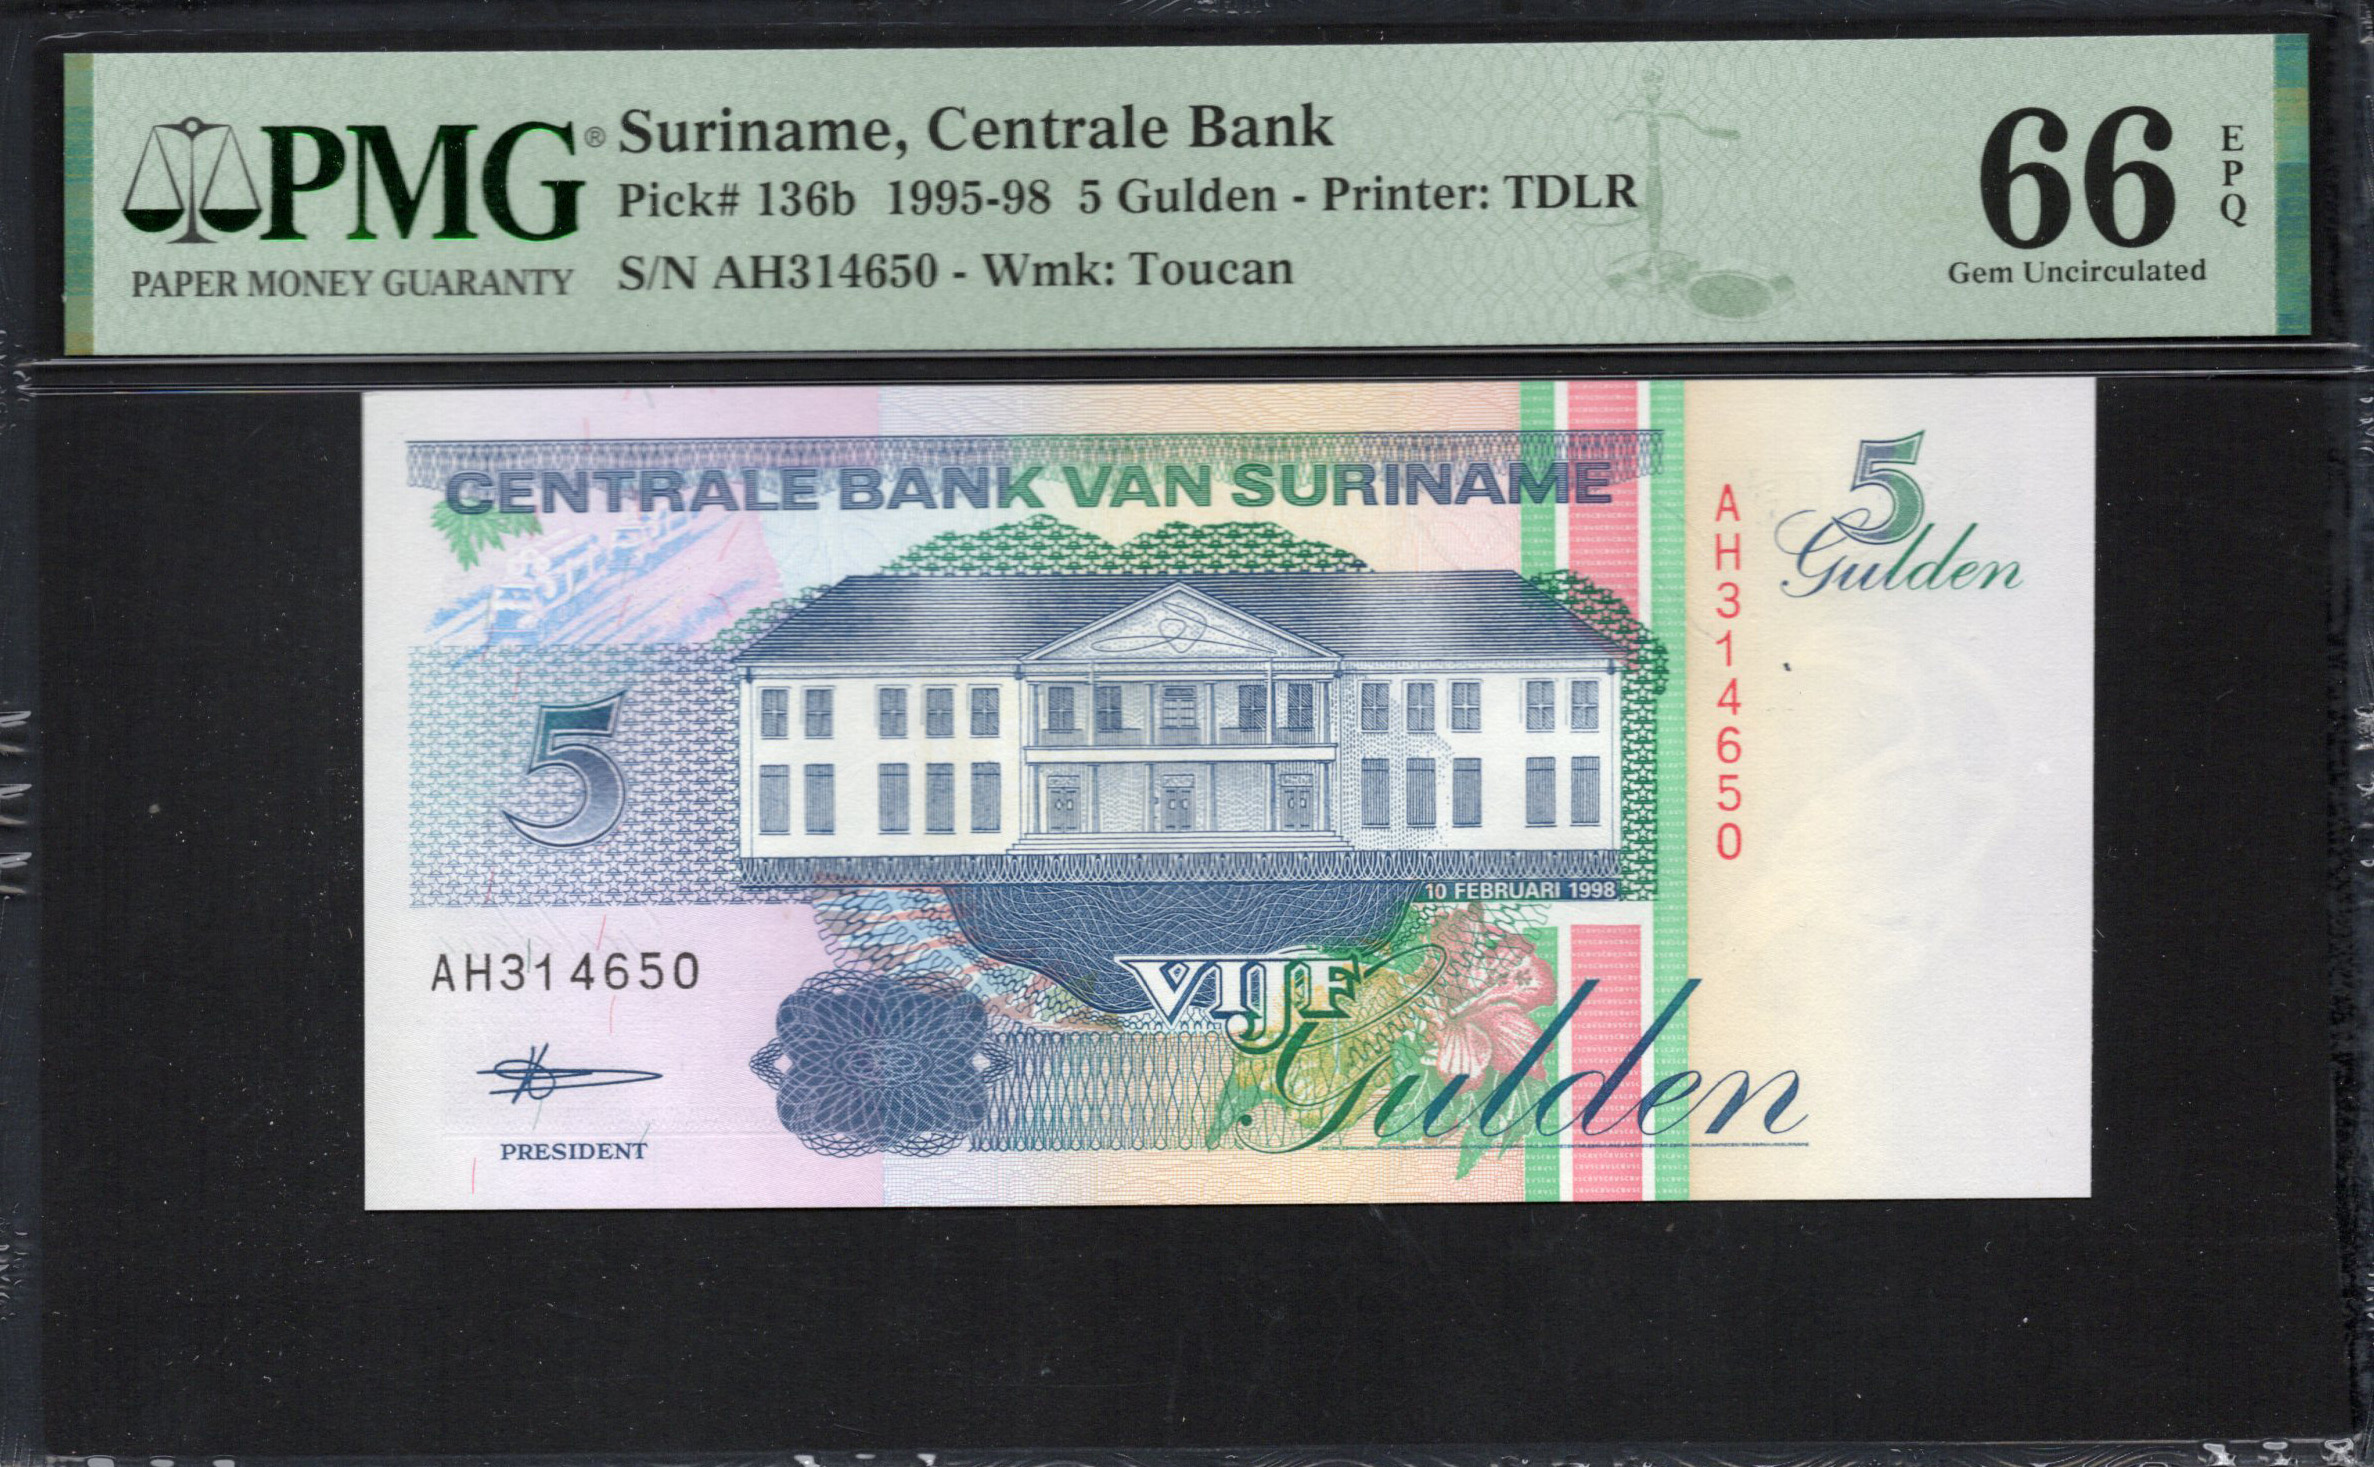 PMG®
PAPER MONEY GUARANTY
Suriname, Centrale Bank
Pick# 136b 1995-98 5 Gulden - Printer: TDLR
S/N AH314650 - Wmk: Toucan
66
EPQ
Gem Uncirculated
CENTRALE BANK VAN SURINAME
5
Gulden
AH314650
5
10 FEBRUARI 1998
AH314650
VIJF
Gulden
PRESIDENT